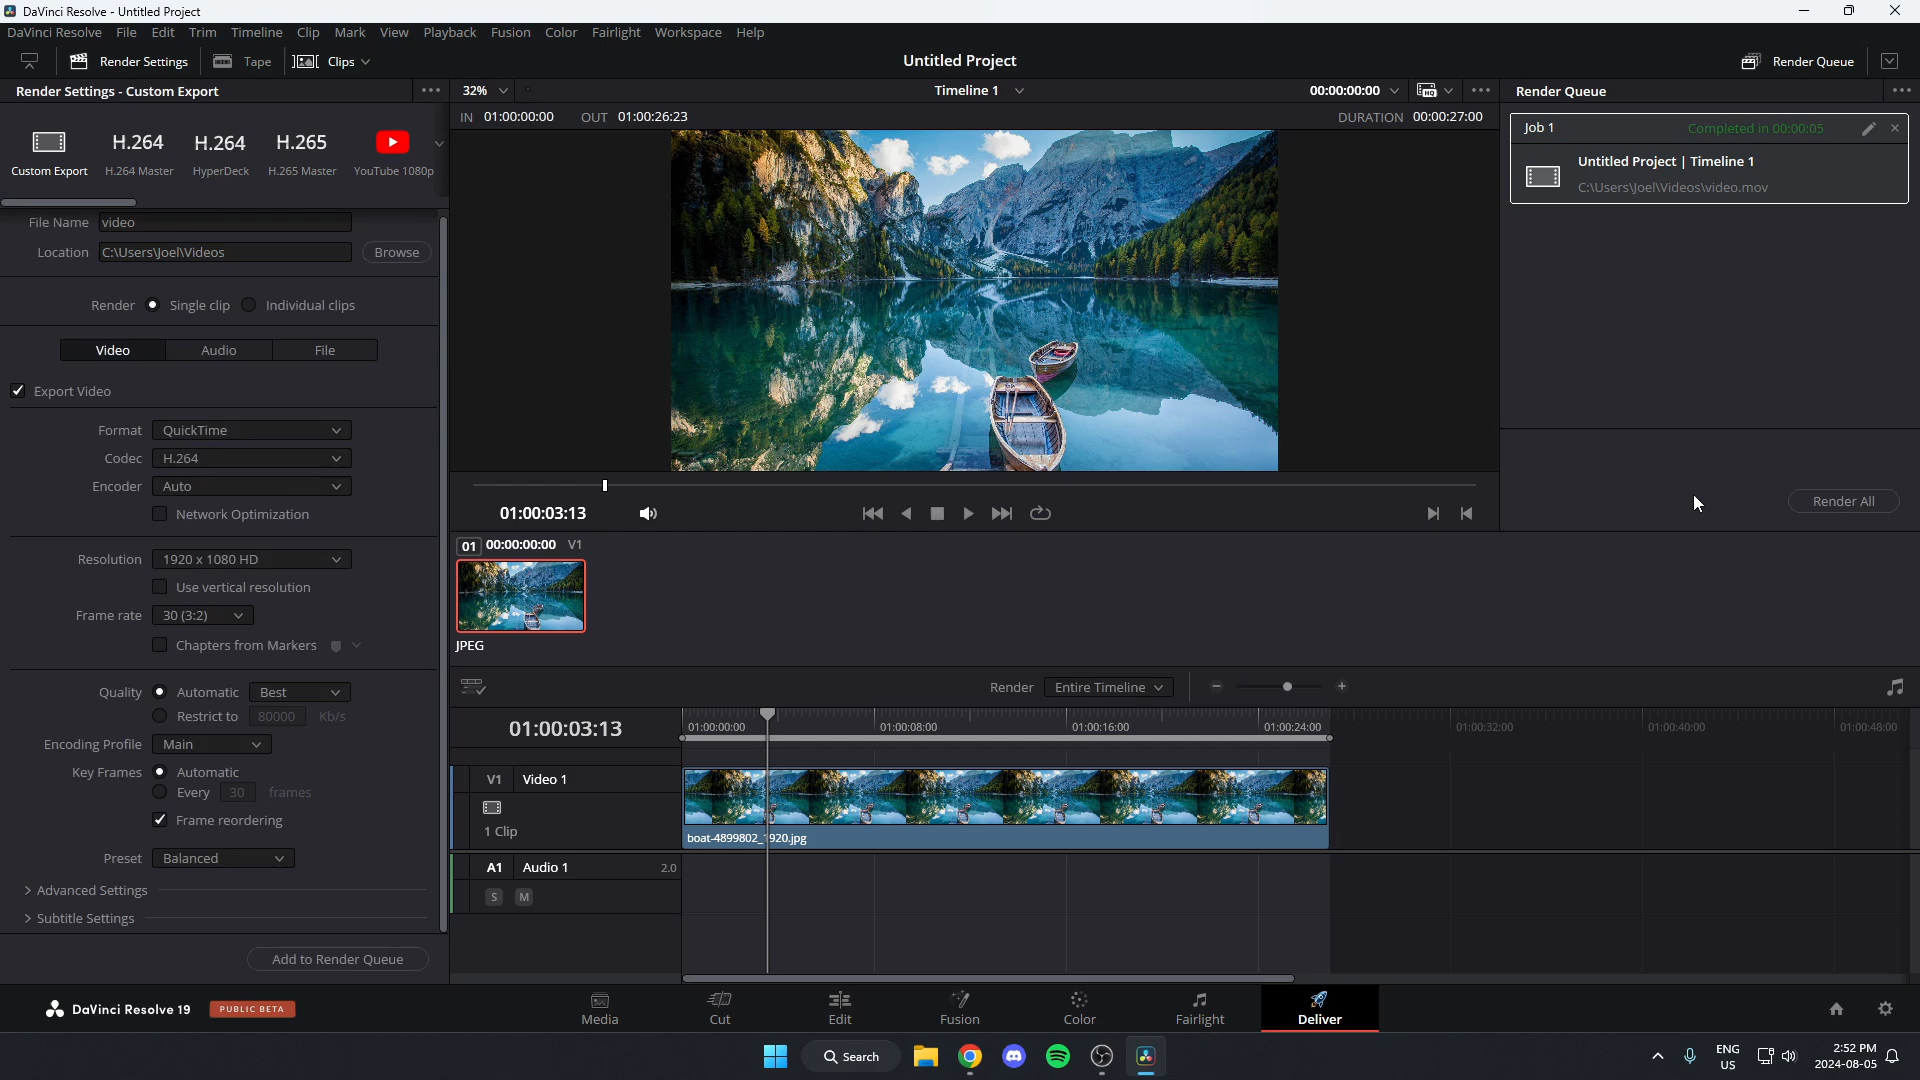 DaVinci Resolve - Untitled Project
DaVinci Resolve File Edit Trim Timeline Clip Mark View Playback Fusion Color Fairlight Workspace Help
Render Settings Tape Clips Untitled Project Render Queue
Render Settings - Custom Export
32% Timeline 1 00:00:00:00
Render Queue
IN 01:00:00:00 OUT 01:00:26:23 DURATION 00:00:27:00
H.264 H.264 H.265
Custom Export H.264 Master HyperDeck H.265 Master YouTube 1080p
Job 1 Completed in 00:00:05
Untitled Project | Timeline 1
C:\Users\Joel\Videos\video.mov
File Name video
Location C:\Users\Joel\Videos Browse
Render Single clip Individual clips
Video Audio File
Export Video
Format QuickTime
Codec H.264
Encoder Auto
Network Optimization
Resolution 1920 x 1080 HD
Use vertical resolution
Frame rate 30 (3:2)
Chapters from Markers
Quality Automatic Best
Restrict to 80000 Kb/s
Encoding Profile Main
Key Frames Automatic
Every 30 frames
Frame reordering
Preset Balanced
Advanced Settings
Subtitle Settings
Add to Render Queue
01:00:03:13
Render All
01 00:00:00:00 V1
JPEG
Render Entire Timeline
01:00:03:13
01:00:00:00 01:00:08:00 01:00:16:00 01:00:24:00 01:00:32:00 01:00:40:00 01:00:48:00
V1 Video 1
1 Clip
boat-4899802_1920.jpg
A1 Audio 1 2.0
S M
DaVinci Resolve 19 PUBLIC BETA
Media Cut Edit Fusion Color Fairlight Deliver
Search
ENG
US
2:52 PM
2024-08-05